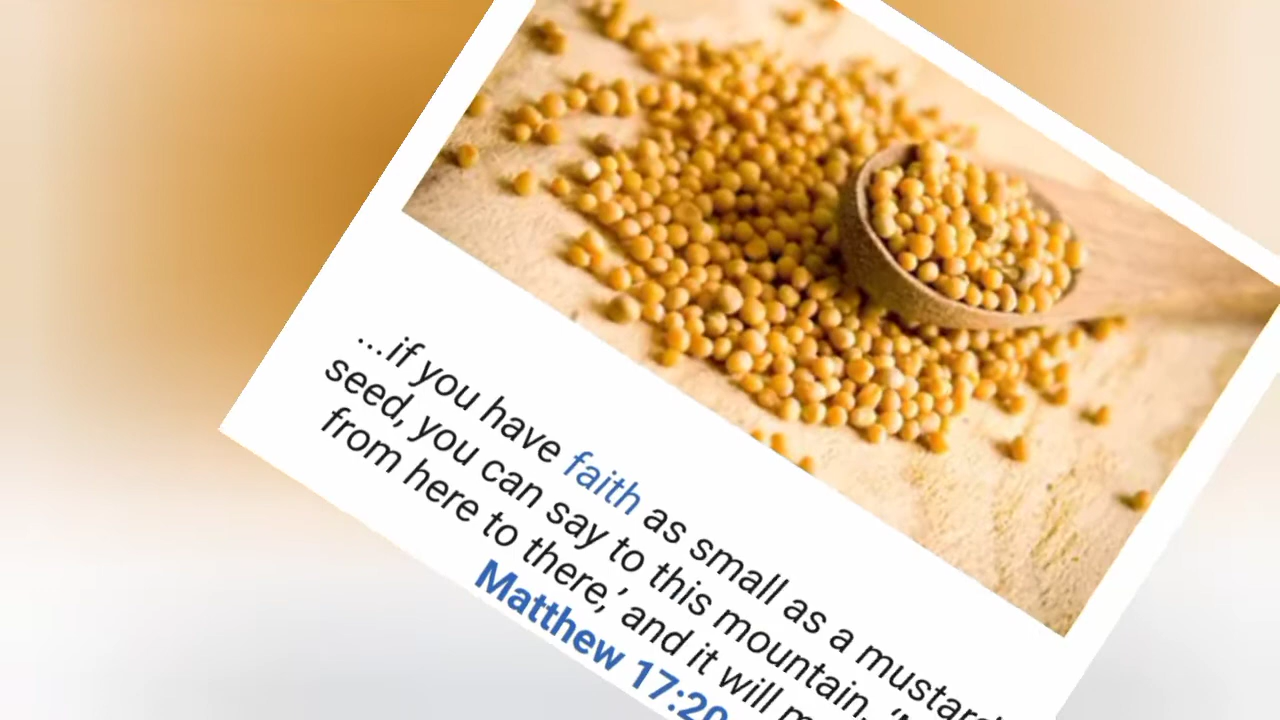 ...if you have faith as small as a mustard
seed, you can say to this mountain,
from here to there,’ and it will
Matthew 17:20